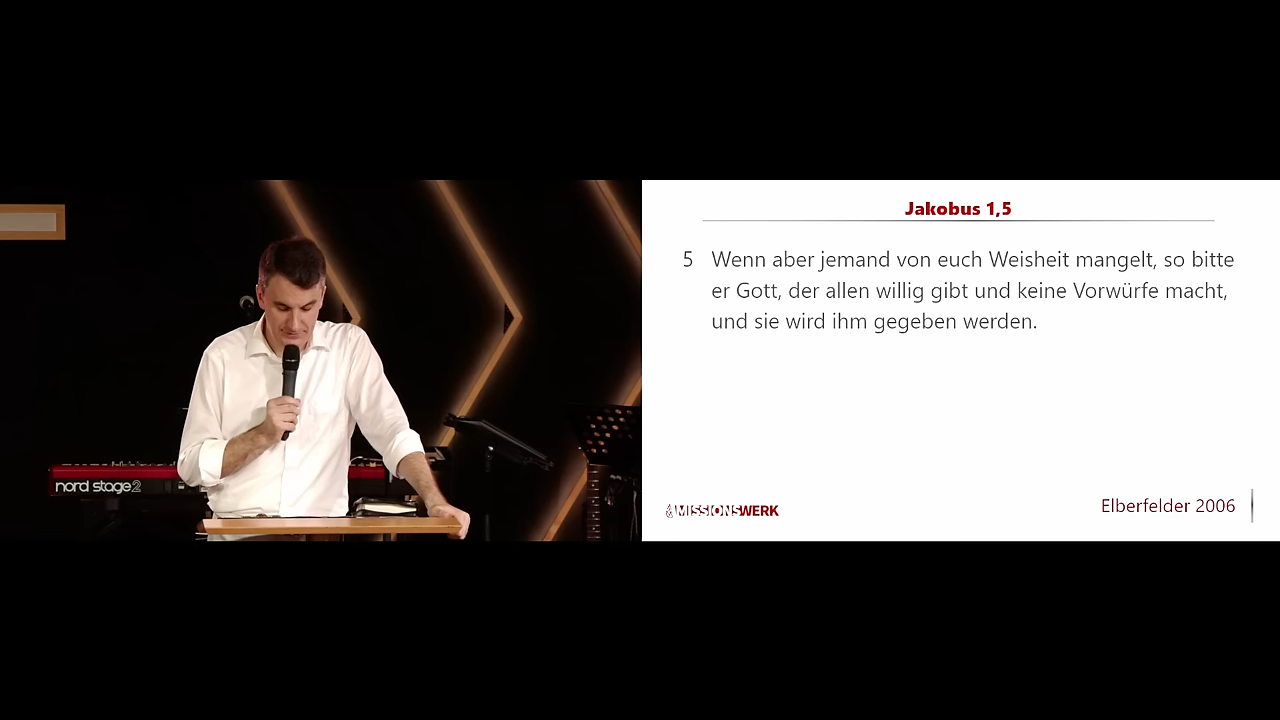 nord stage2
Jakobus 1,5
5 Wenn aber jemand von euch Weisheit mangelt, so bitte
er Gott, der allen willig gibt und keine Vorwürfe macht,
und sie wird ihm gegeben werden.
MISSIONSWERK
Elberfelder 2006